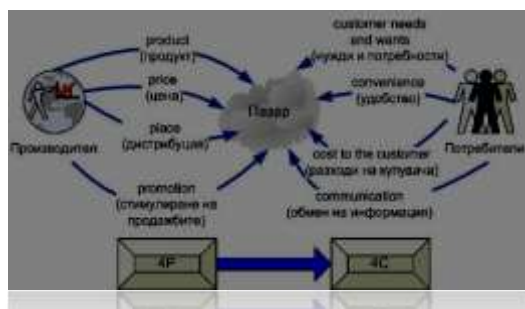 product
(продукт)
price
(цена)
place
(дистрибуция)
promotion
(стимулиране на
продажбите)
Производител
Пазар
customer needs
and wants
(нужди и потребности)
convenience
(удобство)
cost to the customer
(разходи на купувача)
communication
(обмен на информация)
Потребители
4P
4C